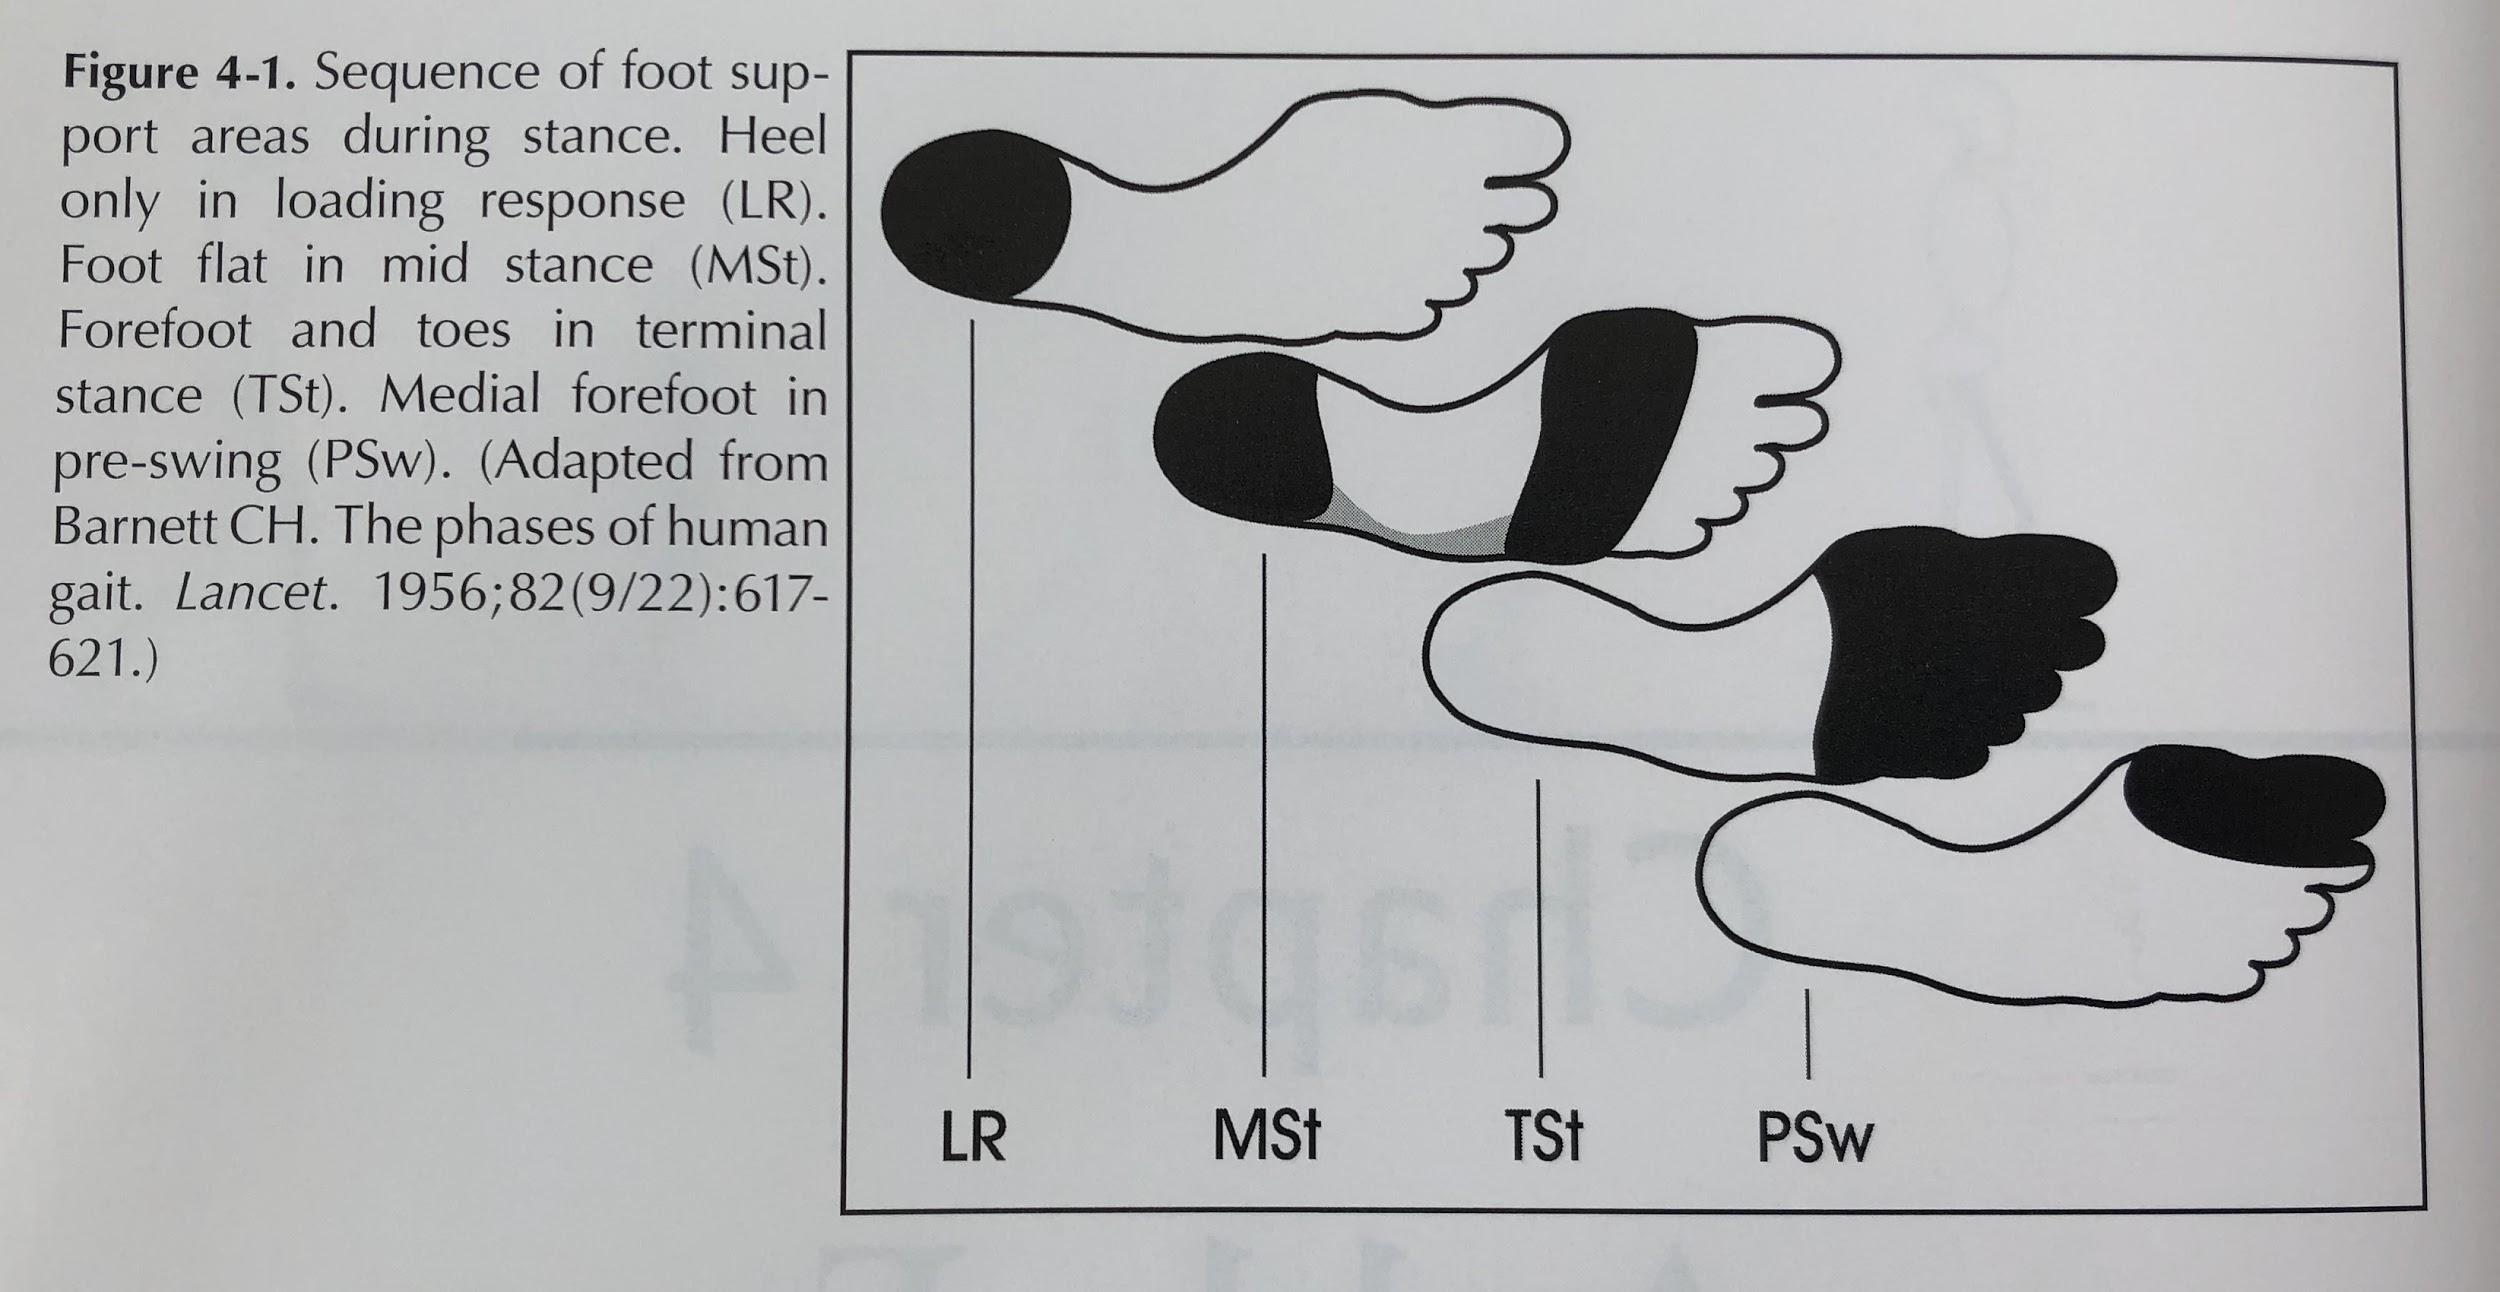 Figure 4-1. Sequence of foot sup-
port areas during stance. Heel
only in loading response (LR).
Foot flat in mid stance (MSt).
Forefoot and toes in terminal
stance (TSt). Medial forefoot in
pre-swing (PSw). (Adapted from
Barnett CH. The phases of human
gait. Lancet. 1956;82(9/22):617-
621.)
LR MSt TSt PSw
Chapter 4